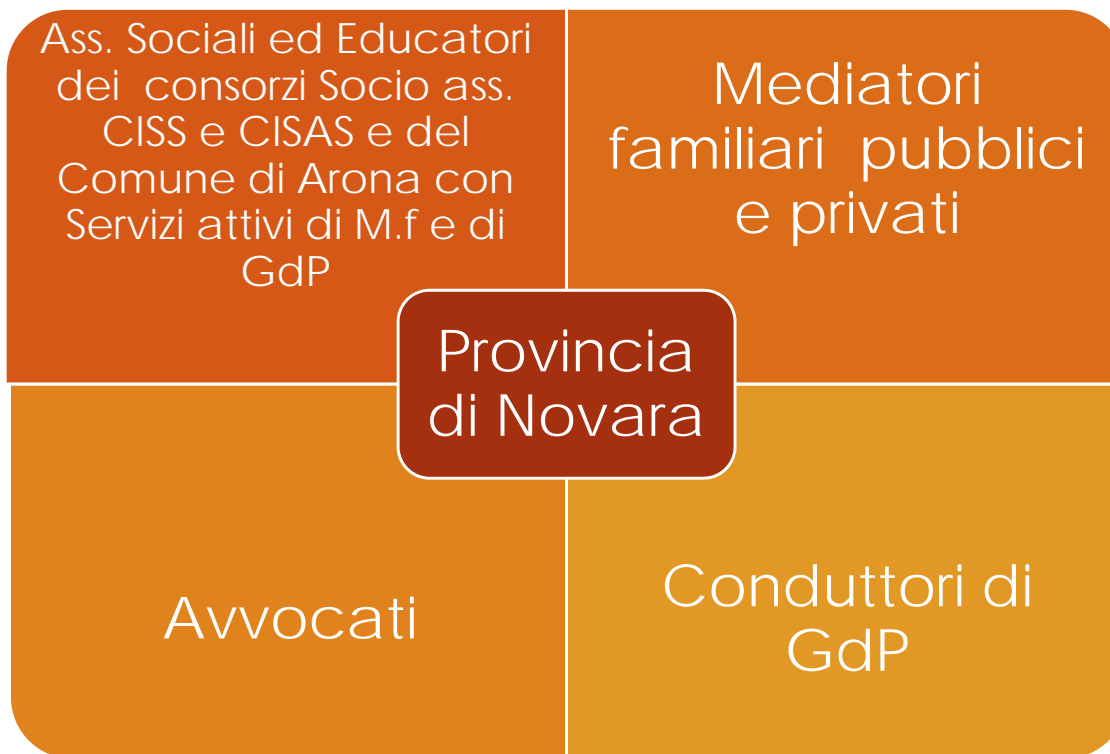 Ass. Sociali ed Educatori
dei consorzi Socio ass.
CISS e CISAS e del
Comune di Arona con
Servizi attivi di M.f e di
GdP
Mediatori
familiari pubblici
e privati
Provincia
di Novara
Avvocati
Conduttori di
GdP